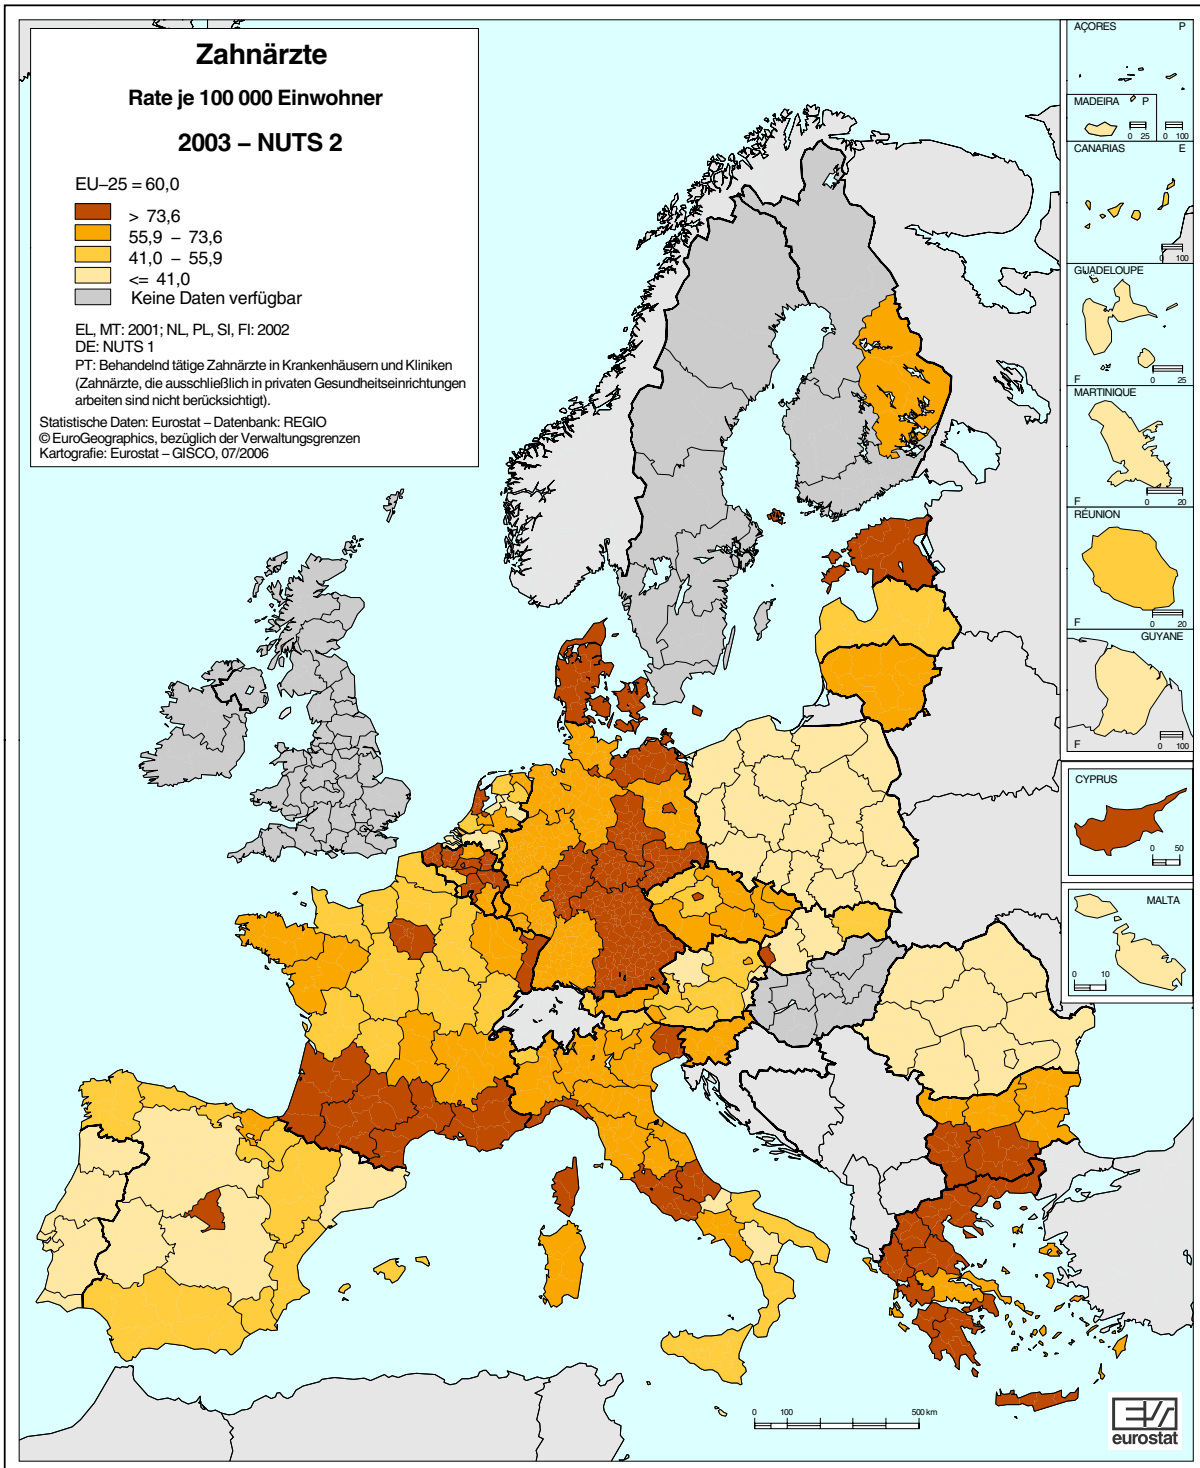 Zahnärzte
Rate je 100 000 Einwohner
2003 – NUTS 2
EU–25 = 60,0
> 73,6
55,9 – 73,6
41,0 – 55,9
<= 41,0
Keine Daten verfügbar
EL, MT: 2001; NL, PL, SI, FI: 2002
DE: NUTS 1
PT: Behandelnd tätige Zahnärzte in Krankenhäusern und Kliniken
(Zahnärzte, die ausschließlich in privaten Gesundheitseinrichtungen
arbeiten sind nicht berücksichtigt).
Statistische Daten: Eurostat – Datenbank: REGIO
© EuroGeographics, bezüglich der Verwaltungsgrenzen
Kartografie: Eurostat – GISCO, 07/2006
AÇORES P
MADEIRA P
0 25 0 100
CANARIAS E
0 100
GUADELOUPE
F 0 25
MARTINIQUE
F 0 20
RÉUNION
F 0 20
GUYANE
F 0 100
CYPRUS
0 50
MALTA
0 10
0 100 500 km
eurostat